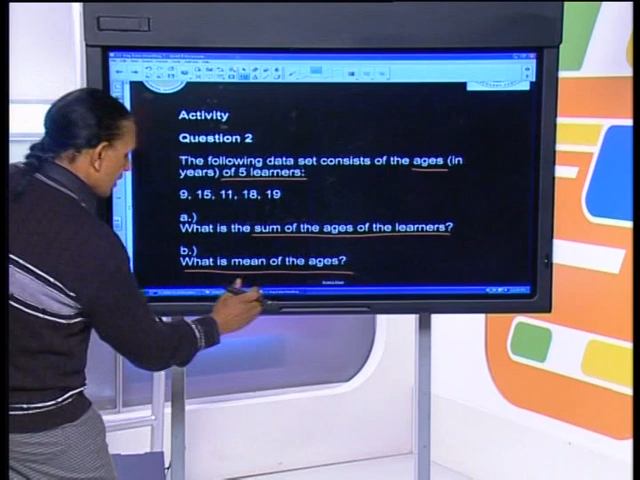 Activity
Question 2
The following data set consists of the ages (in
years) of 5 learners:
9, 15, 11, 18, 19
a.)
What is the sum of the ages of the learners?
b.)
What is mean of the ages?